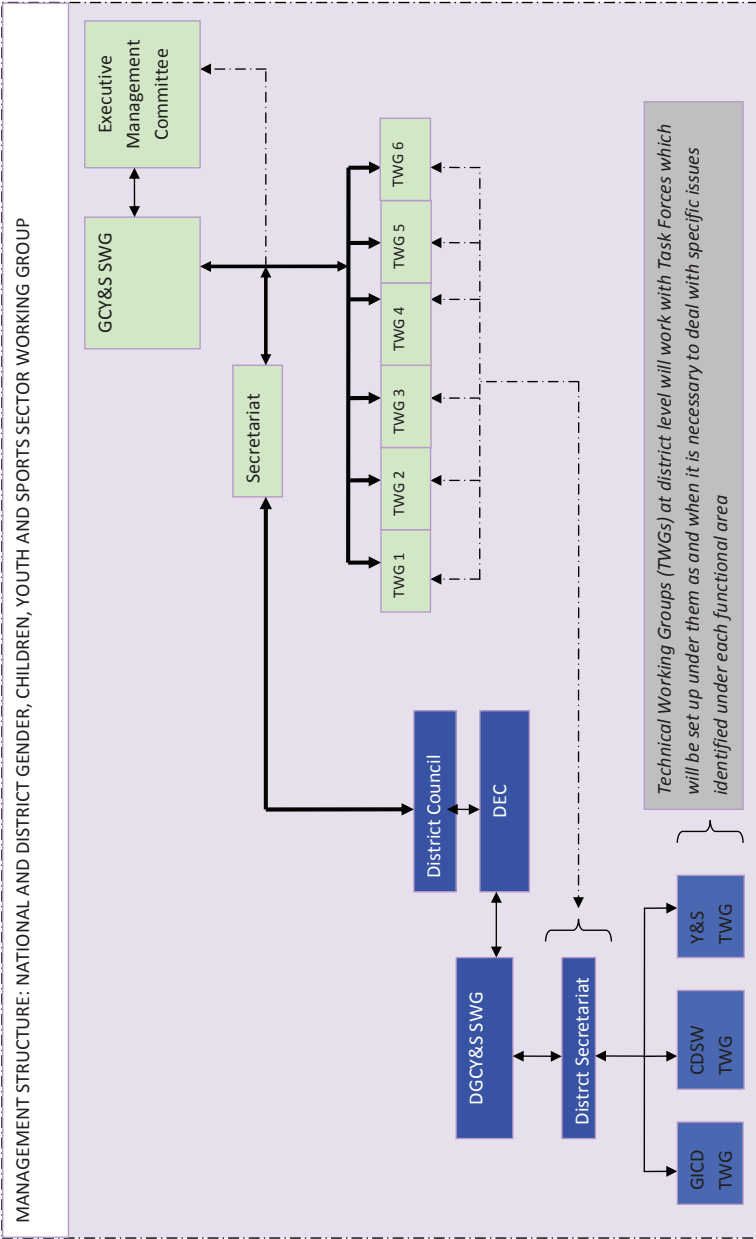 MANAGEMENT STRUCTURE: NATIONAL AND DISTRICT GENDER, CHILDREN, YOUTH AND SPORTS SECTOR WORKING GROUP
GCY&S SWG
Executive
Management
Committee
Secretariat
TWG 1
TWG 2
TWG 3
TWG 4
TWG 5
TWG 6
District Council
DEC
DGCY&S SWG
Distrct Secretariat
GICD
TWG
CDSW
TWG
Y&S
TWG
Technical Working Groups (TWGs) at district level will work with Task Forces which
will be set up under them as and when it is necessary to deal with specific issues
identified under each functional area